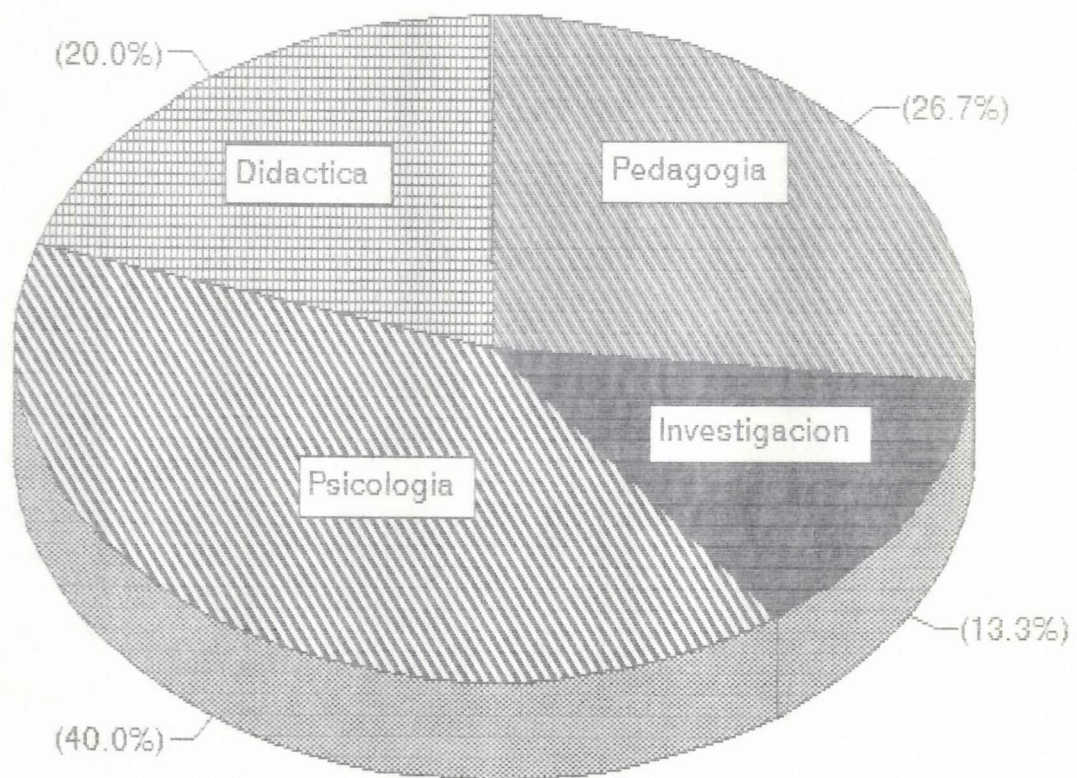 (20.0%)
(26.7%)
Didactica
Pedagogia
Investigacion
Psicologia
(13.3%)
(40.0%)